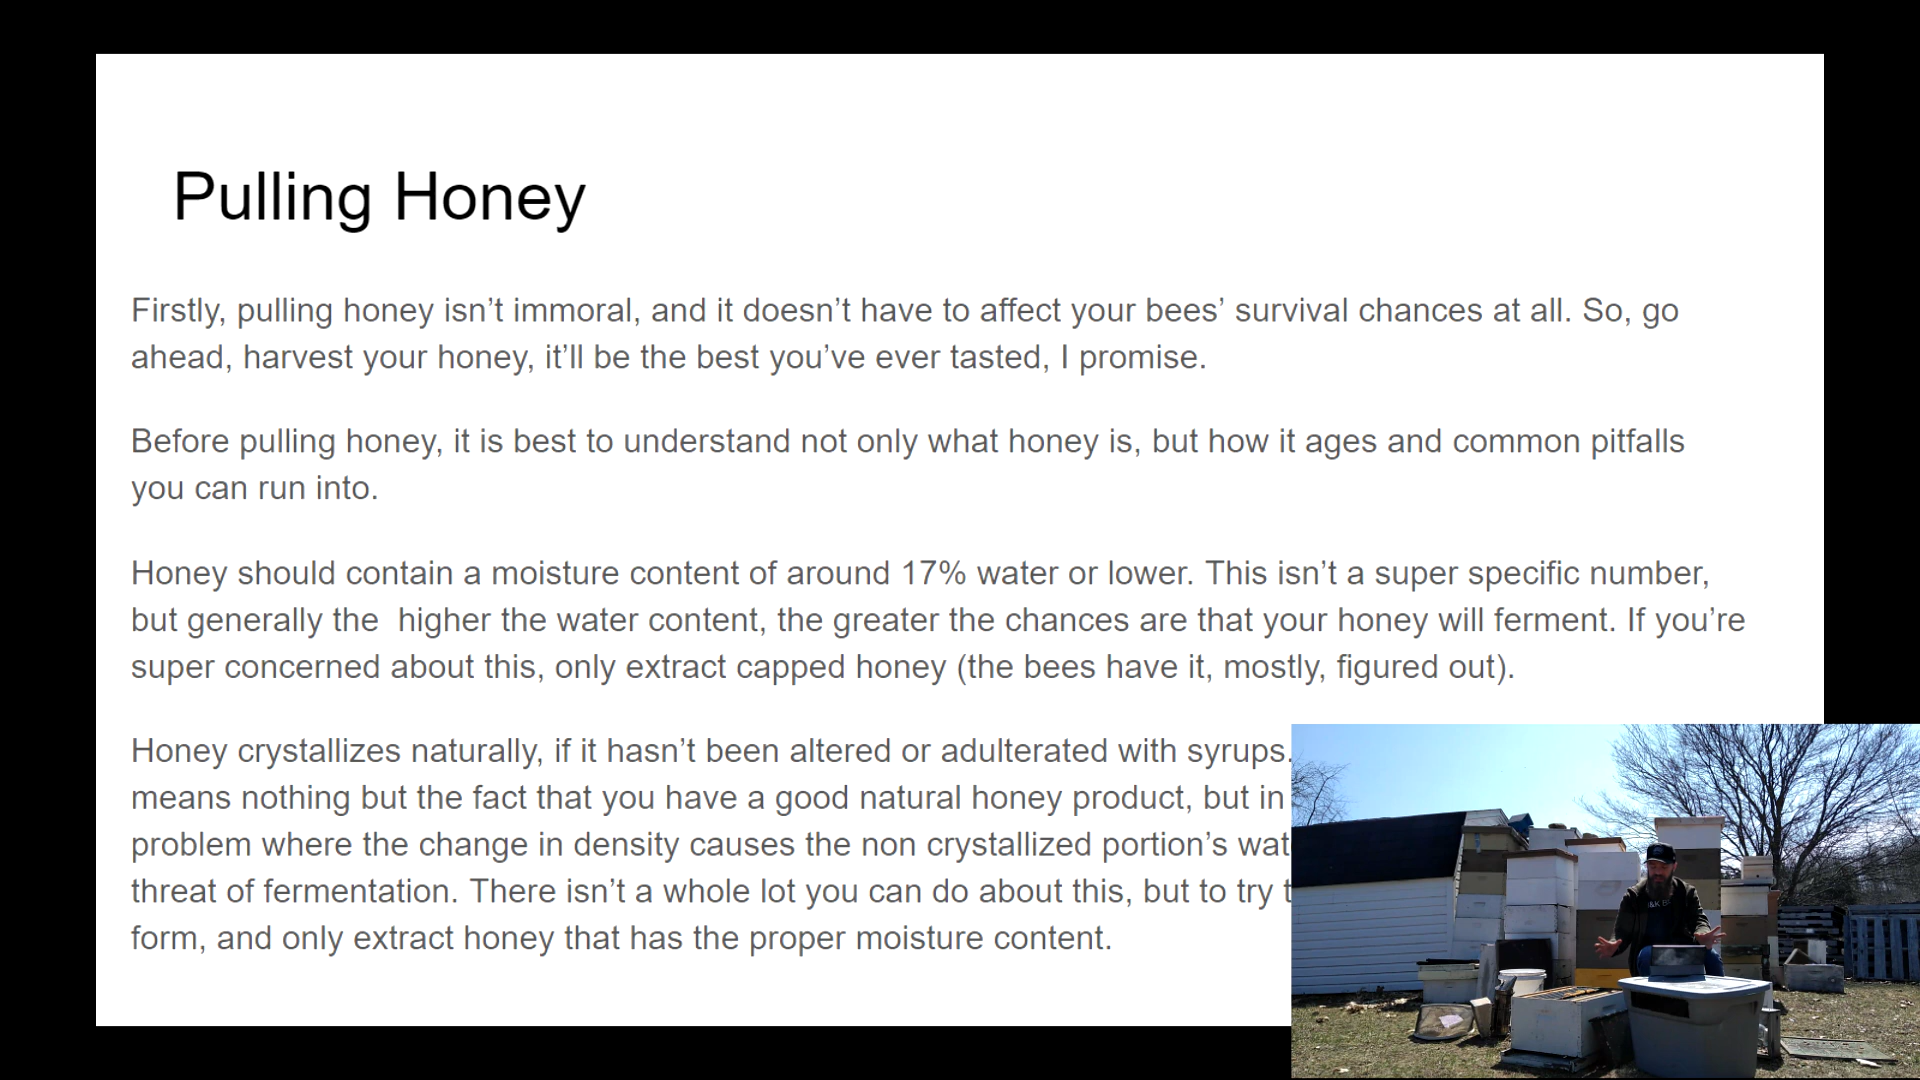 Pulling Honey
Firstly, pulling honey isn’t immoral, and it doesn’t have to affect your bees’ survival chances at all. So, go
ahead, harvest your honey, it’ll be the best you’ve ever tasted, I promise.
Before pulling honey, it is best to understand not only what honey is, but how it ages and common pitfalls
you can run into.
Honey should contain a moisture content of around 17% water or lower. This isn’t a super specific number,
but generally the  higher the water content, the greater the chances are that your honey will ferment. If you’re
super concerned about this, only extract capped honey (the bees have it, mostly, figured out).
Honey crystallizes naturally, if it hasn’t been altered or adulterated with syrups.
means nothing but the fact that you have a good natural honey product, but in
problem where the change in density causes the non crystallized portion’s
threat of fermentation. There isn’t a whole lot you can do about this, but to try
form, and only extract honey that has the proper moisture content.